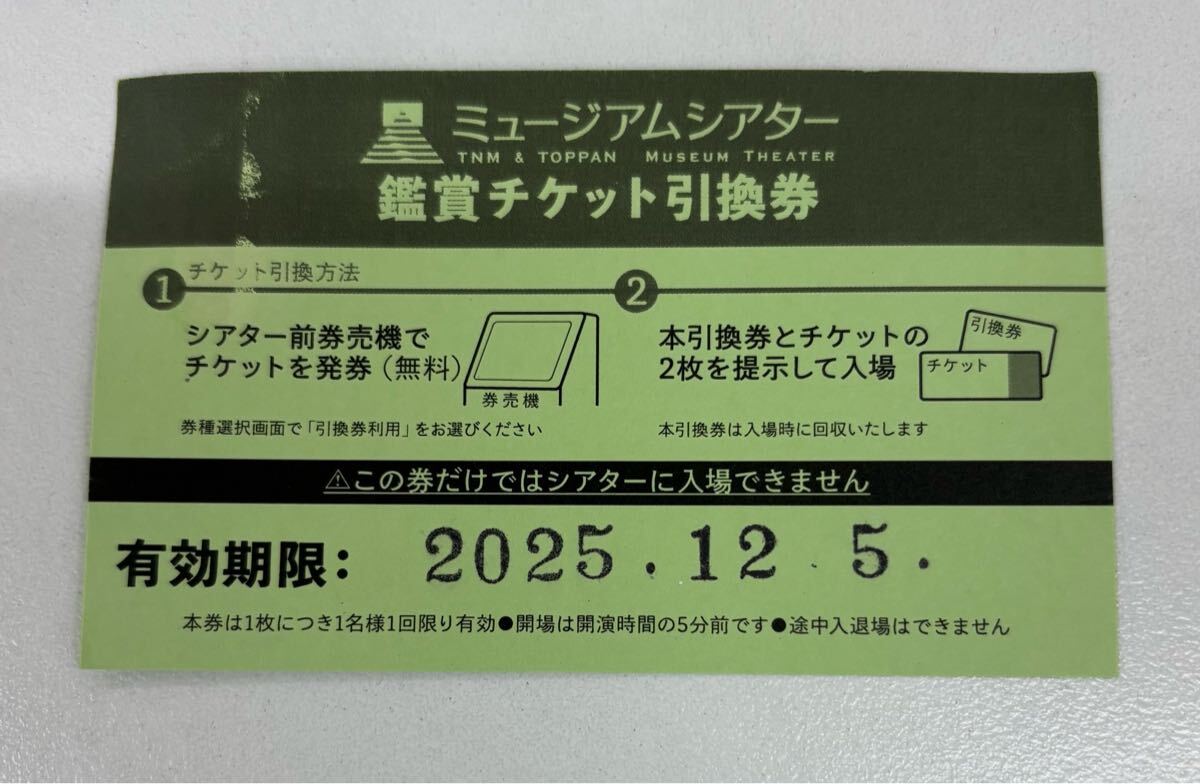 ミュージアムシアター
TNM & TOPPAN MUSEUM THEATER
鑑賞チケット引換券
1 チケット引換方法
シアター前券売機で
チケットを発券(無料)
券売機
券種選択画面で「引換券利用」をお選びください
2
本引換券とチケットの
2枚を提示して入場
引換券
チケット
本引換券は入場時に回収いたします
⚠この券だけではシアターに入場できません
有効期限: 2025.12 5.
本券は1枚につき1名様1回限り有効●開場は開演時間の5分前です●途中入退場はできません